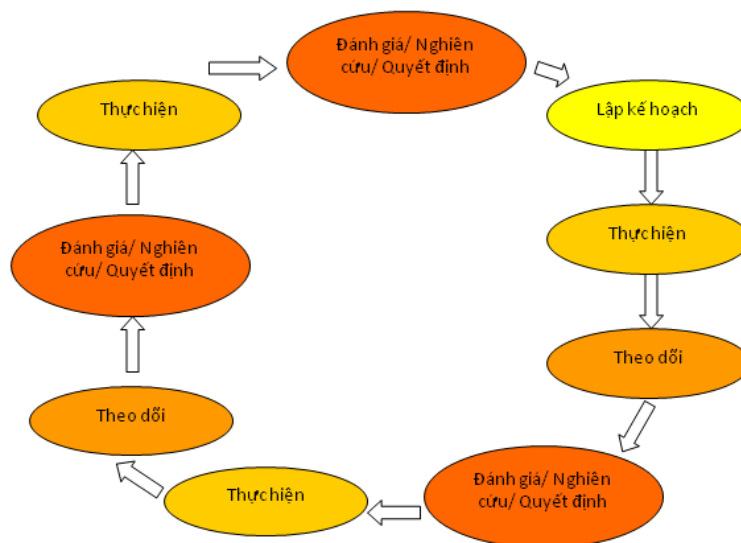 Đánh giá/ Nghiên
cứu/ Quyết định
Lập kế hoạch
Thực hiện
Theo dõi
Đánh giá/ Nghiên
cứu/ Quyết định
Thực hiện
Theo dõi
Đánh giá/ Nghiên
cứu/ Quyết định
Thực hiện